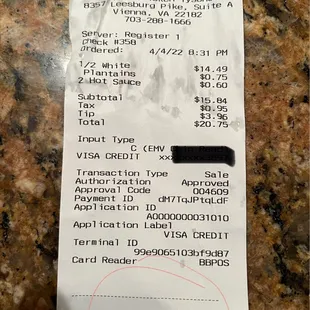 8357 Leesburg Pike, Suite A
Vienna, VA 22182
703-288-1666
Server: Register 1
Check #358
Ordered: 4/4/22 8:31 PM
1/2 White $14.49
Plantains $0.75
2 Hot Sauce $0.60
Subtotal $15.84
Tax $0.95
Tip $3.96
Total $20.75
Input Type
C (EMV
VISA CREDIT
Transaction Type Sale
Authorization Approved
Approval Code 004609
Payment ID dM7TqJPtqLdF
Application ID
A0000000031010
Application Label
VISA CREDIT
Terminal ID
99e9065103bf9d87
Card Reader BBPOS